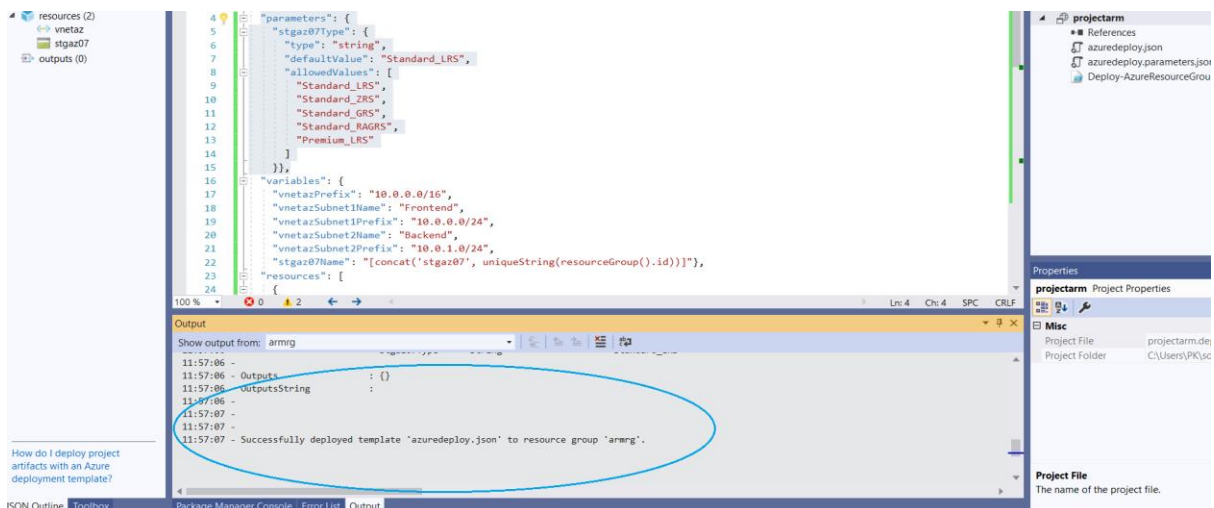 resources (2)
vnetaz
stgaz07
outputs (0)
How do I deploy project
artifacts with an Azure
deployment template?
JSON Outline Toolbox
4 "parameters": {
5 "stgaz07Type": {
6 "type": "string",
7 "defaultValue": "Standard_LRS",
8 "allowedValues": [
9 "Standard_LRS",
10 "Standard_ZRS",
11 "Standard_GRS",
12 "Standard_RAGRS",
13 "Premium_LRS"
14 ]
15 }},
16 "variables": {
17 "vnetazPrefix": "10.0.0.0/16",
18 "vnetazSubnet1Name": "Frontend",
19 "vnetazSubnet1Prefix": "10.0.0.0/24",
20 "vnetazSubnet2Name": "Backend",
21 "vnetazSubnet2Prefix": "10.0.1.0/24",
22 "stgaz07Name": "[concat('stgaz07', uniqueString(resourceGroup().id))]"},
23 "resources": [
24 {
100 % 0 2 Ln: 4 Ch: 4 SPC CRLF
Output
Show output from: armrg
11:57:06 -
11:57:06 - Outputs : {}
11:57:06 - OutputsString :
11:57:06 -
11:57:07 -
11:57:07 -
11:57:07 - Successfully deployed template 'azuredeploy.json' to resource group 'armrg'.
Package Manager Console Error List Output
projectarm
References
azuredeploy.json
azuredeploy.parameters.json
Deploy-AzureResourceGrou
Properties
projectarm Project Properties
Misc
Project File projectarm.dep
Project Folder C:\Users\PK\so
Project File
The name of the project file.